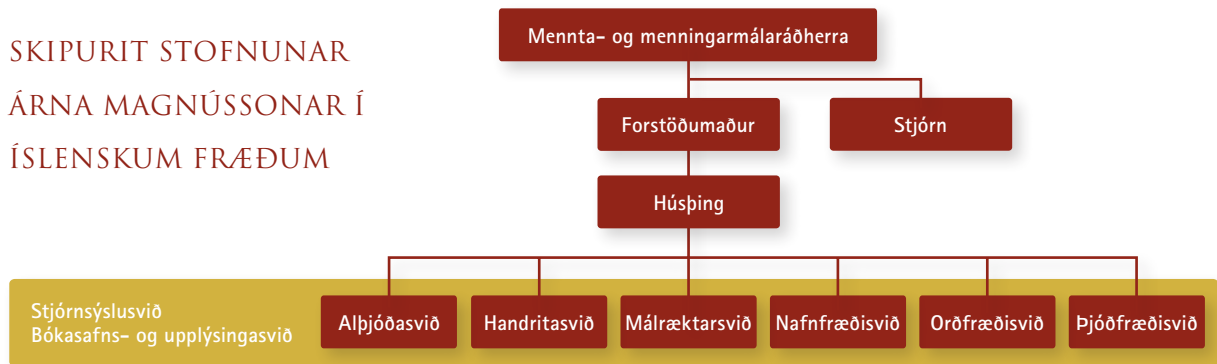 SKIPURIT STOFNUNAR
ÁRNA MAGNÚSSONAR Í
ÍSLENSKUM FRÆÐUM
Mennta- og menningarmálaráðherra
Forstöðumaður
Stjórn
Húsþing
Stjórnsýslusvið
Bókasafns- og upplýsingasvið
Alþjóðasvið
Handritasvið
Málræktarsvið
Nafnfræðisvið
Orðfræðisvið
Þjóðfræðisvið